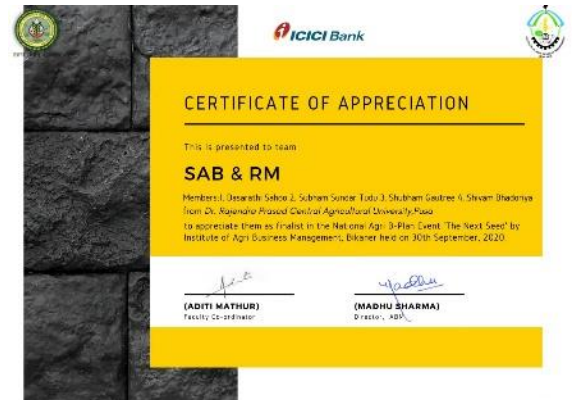 ICICI Bank
CERTIFICATE OF APPRECIATION
This is presented to team
SAB & RM
Members:1. Dasarathi Sahoo 2. Subham Sundar Tudu 3. Shubham Gautree 4. Shivam Bhadoriya
from Dr. Rajendra Prasad Central Agricultural University,Pusa
to appreciate them as finalist in the National Agri B-Plan Event 'The Next Seed' by
Institute of Agri Business Management, Bikaner held on 30th September, 2020.
(ADITI MATHUR) (MADHU SHARMA)
Faculty Co-ordinator Director, IABM